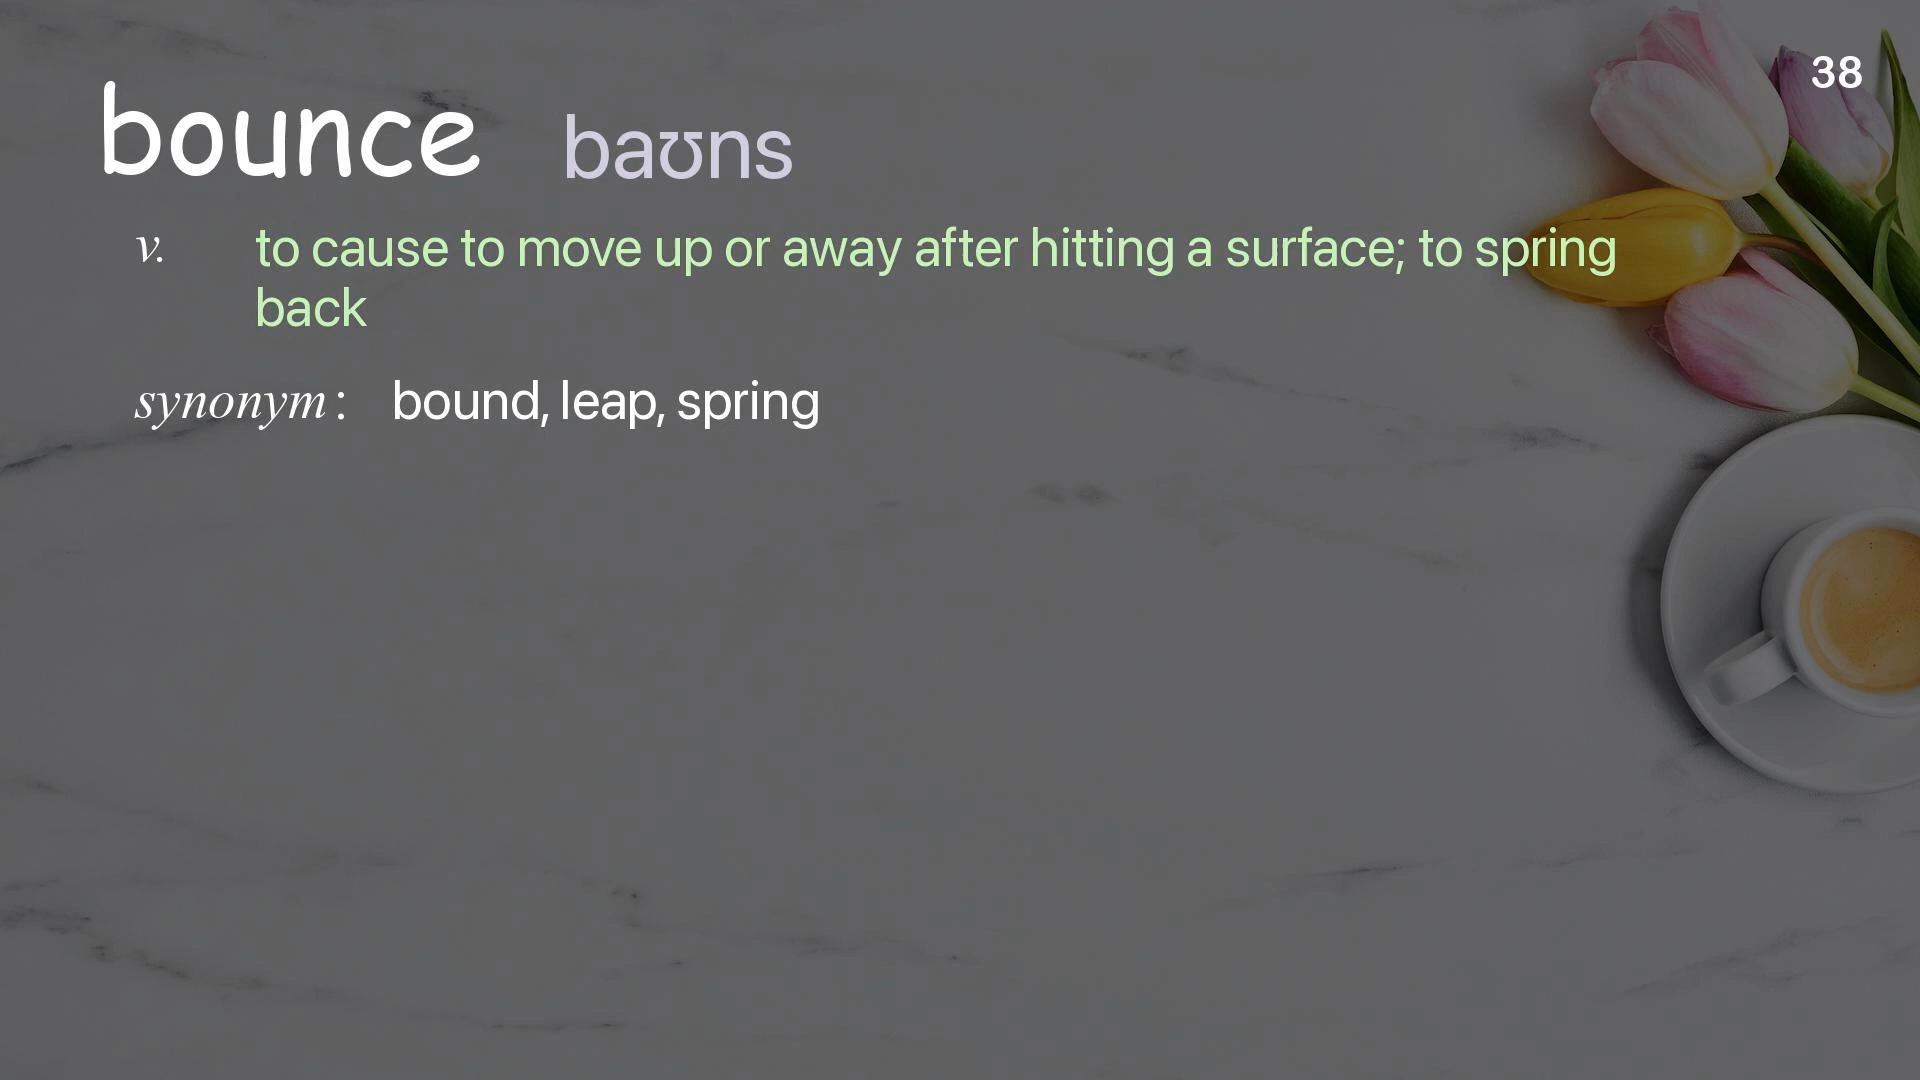 38
bounce baʊns
v. to cause to move up or away after hitting a surface; to spring
back
synonym: bound, leap, spring